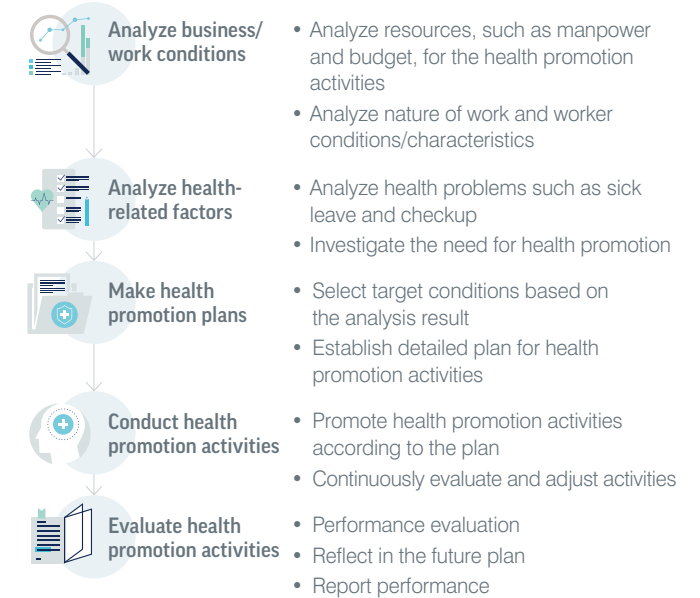 Analyze business/
work conditions
• Analyze resources, such as manpower
and budget, for the health promotion
activities
• Analyze nature of work and worker
conditions/characteristics
Analyze health-
related factors
• Analyze health problems such as sick
leave and checkup
• Investigate the need for health promotion
Make health
promotion plans
• Select target conditions based on
the analysis result
• Establish detailed plan for health
promotion activities
Conduct health
promotion activities
• Promote health promotion activities
according to the plan
• Continuously evaluate and adjust activities
Evaluate health
promotion activities
• Performance evaluation
• Reflect in the future plan
• Report performance